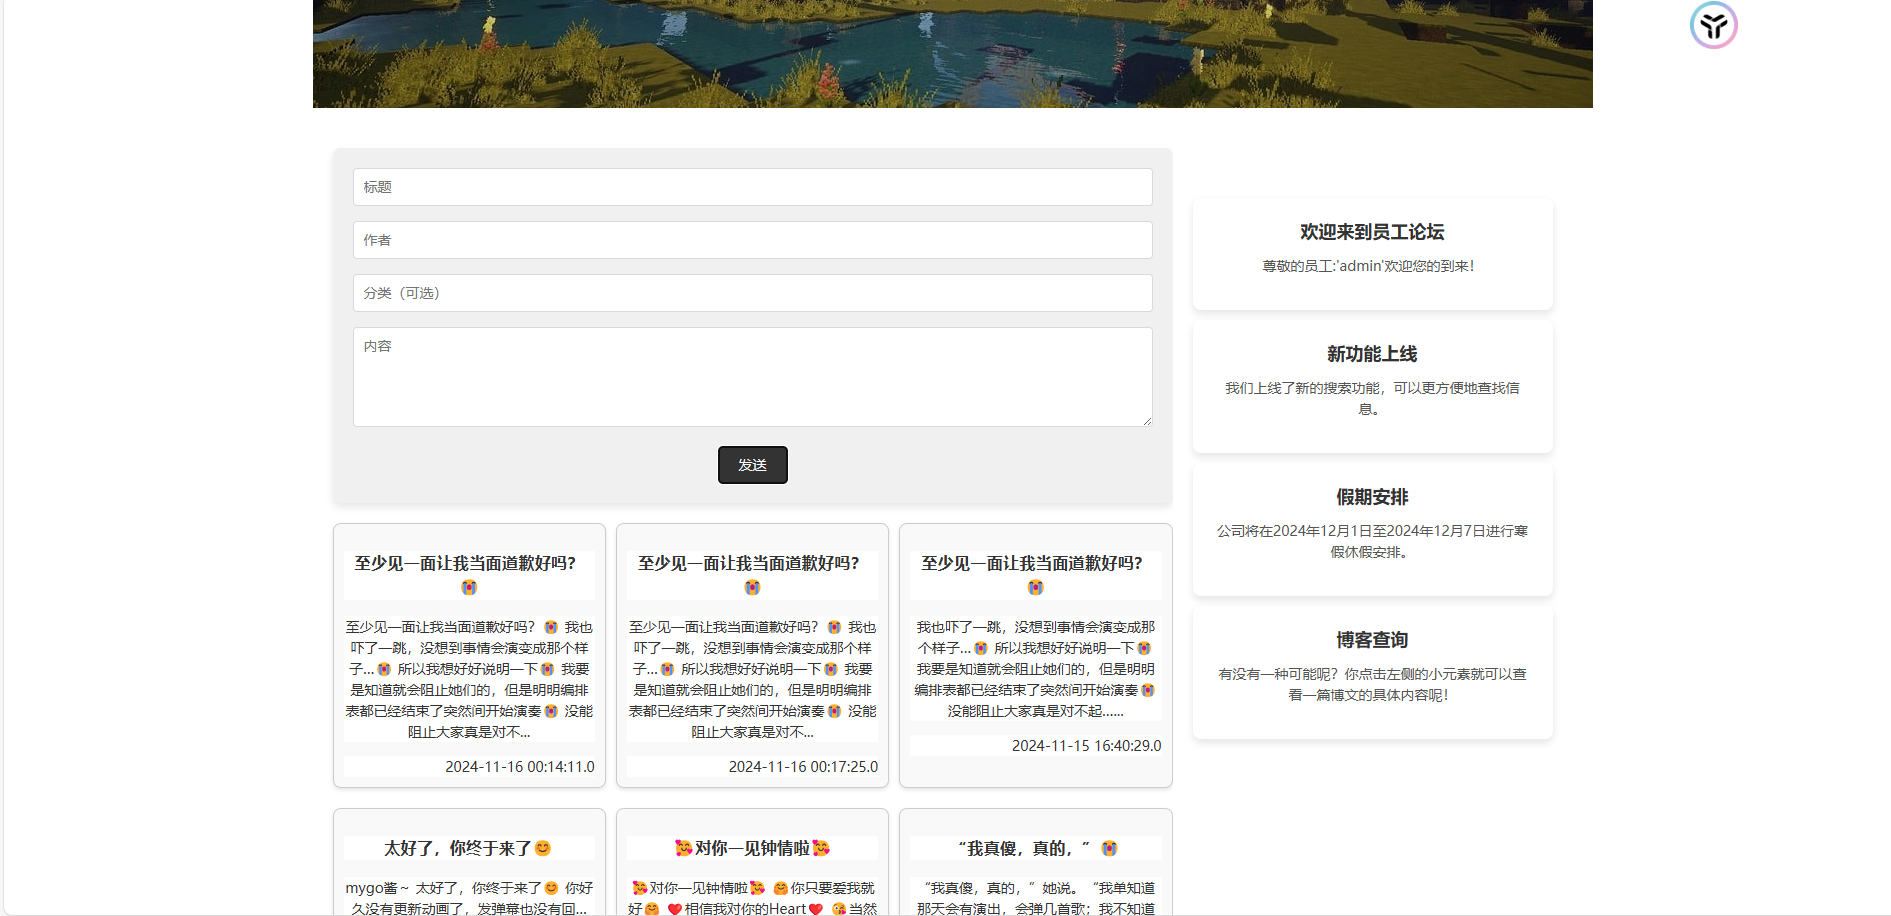 标题
作者
分类（可选）
内容
发送
至少见一面让我当面道歉好吗？
😭
至少见一面让我当面道歉好吗？😭 我也
吓了一跳，没想到事情会演变成那个样
子...😭 所以我想好好说明一下😭 我要
是知道就会阻止她们的，但是明明编排
表都已经结束了突然间开始演奏😭 没能
阻止大家真是对不...
2024-11-16 00:14:11.0
至少见一面让我当面道歉好吗？
😭
至少见一面让我当面道歉好吗？😭 我也
吓了一跳，没想到事情会演变成那个样
子...😭 所以我想好好说明一下😭 我要
是知道就会阻止她们的，但是明明编排
表都已经结束了突然间开始演奏😭 没能
阻止大家真是对不...
2024-11-16 00:17:25.0
至少见一面让我当面道歉好吗？
😭
我也吓了一跳，没想到事情会演变成那
个样子...😭 所以我想好好说明一下😭
我要是知道就会阻止她们的，但是明明
编排表都已经结束了突然间开始演奏😭
没能阻止大家真是对不起......
2024-11-15 16:40:29.0
太好了，你终于来了😊
mygo酱～ 太好了，你终于来了😊 你好
久没有更新动画了，发弹幕也没有回...
🥰对你一见钟情啦🥰
🥰对你一见钟情啦🥰 🤗你只要爱我就
好🤗 ❤️相信我对你的Heart❤️ 😘当然
“我真傻，真的，” 😭
“我真傻，真的，”她说。“我单知道
那天会有演出，会弹几首歌；我不知道
欢迎来到员工论坛
尊敬的员工:'admin'欢迎您的到来！
新功能上线
我们上线了新的搜索功能，可以更方便地查找信
息。
假期安排
公司将在2024年12月1日至2024年12月7日进行寒
假休假安排。
博客查询
有没有一种可能呢？你点击左侧的小元素就可以查
看一篇博文的具体内容呢！